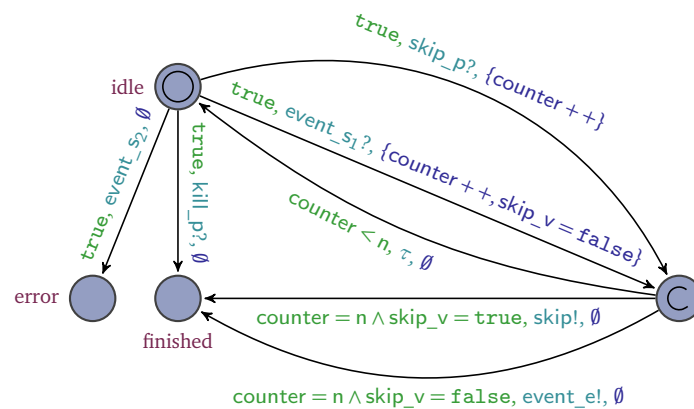 true, skip_p?, {counter++}
idle
true, event_s₁?, {counter++, skip_v = false}
true, event_s₂, ∅
true, kill_p?, ∅
counter < n, τ, ∅
error
C
counter = n ∧ skip_v = true, skip!, ∅
finished
counter = n ∧ skip_v = false, event_e!, ∅